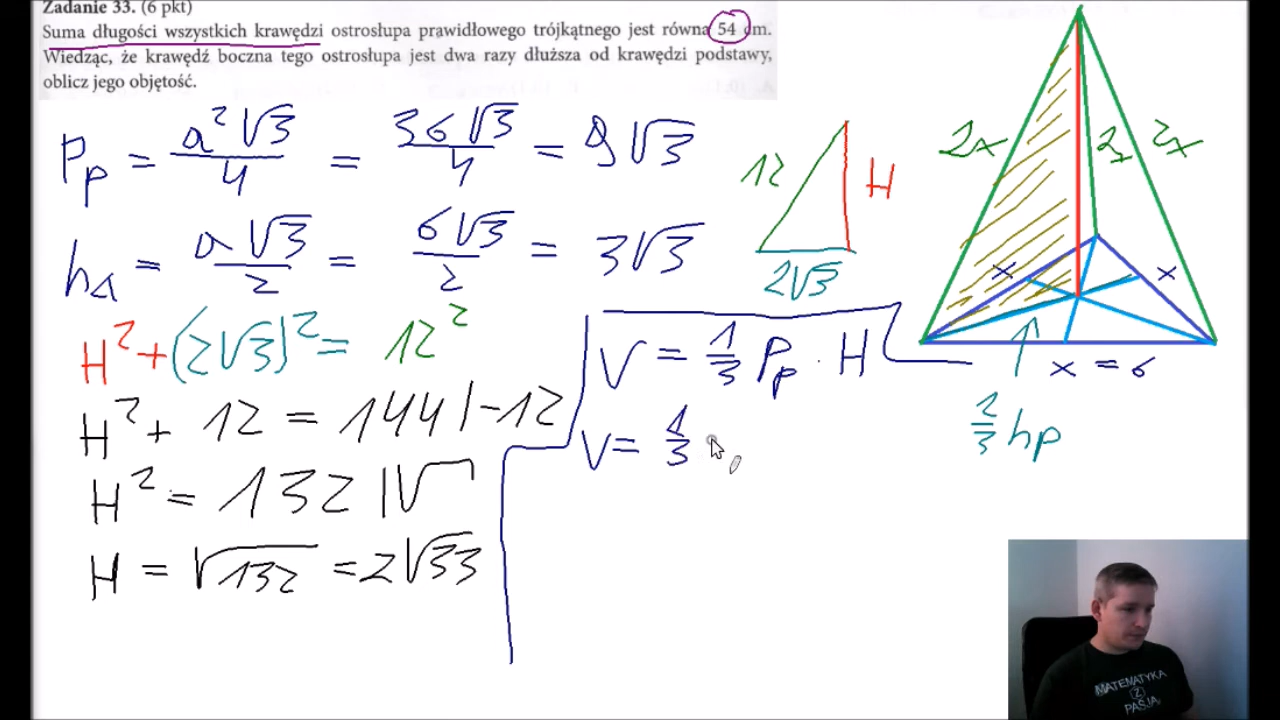 Zadanie 33. (6 pkt)
Suma długości wszystkich krawędzi ostrosłupa prawidłowego trójkątnego jest równa 54 dm.
Wiedząc, że krawędź boczna tego ostrosłupa jest dwa razy dłuższa od krawędzi podstawy,
oblicz jego objętość.
Pp = a²√3/4 = 36√3/4 = 9√3
h△ = a√3/2 = 6√3/2 = 3√3
H² + (2√3)² = 12²
H² + 12 = 144 |-12
H² = 132 |√
H = √132 = 2√33
12
H
2√3
V = 1/3 Pp · H
V = 1/3 ·
2x
2x
2x
x
x
x = 6
2/3 hp
MATEMATYKA
Z
PASJĄ